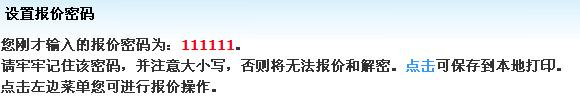 设置报价密码
您刚才输入的报价密码为：111111。
请牢牢记住该密码，并注意大小写，否则将无法报价和解密。点击可保存到本地打印。
点击左边菜单您可进行报价操作。